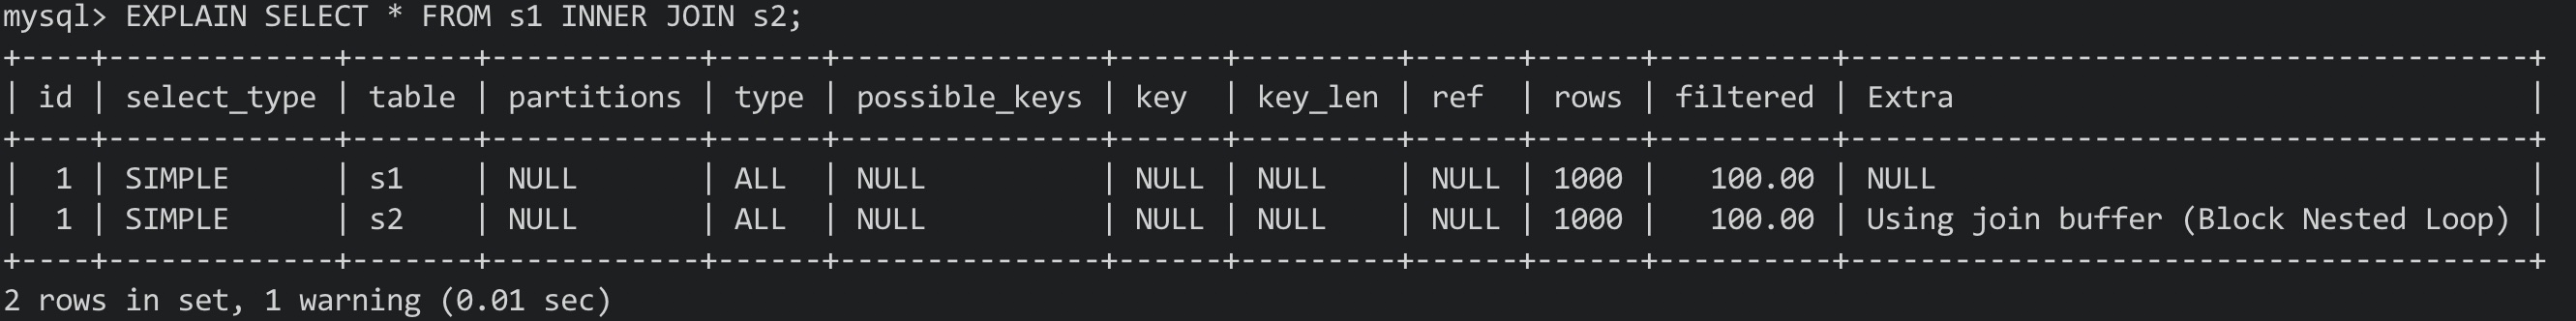 mysql> EXPLAIN SELECT * FROM s1 INNER JOIN s2;
+----+-------------+-------+------------+------+---------------+------+---------+------+------+----------+---------------------------------------+
| id | select_type | table | partitions | type | possible_keys | key  | key_len | ref  | rows | filtered | Extra                                 |
+----+-------------+-------+------------+------+---------------+------+---------+------+------+----------+---------------------------------------+
|  1 | SIMPLE      | s1    | NULL       | ALL  | NULL          | NULL | NULL    | NULL | 1000 |   100.00 | NULL                                  |
|  1 | SIMPLE      | s2    | NULL       | ALL  | NULL          | NULL | NULL    | NULL | 1000 |   100.00 | Using join buffer (Block Nested Loop) |
+----+-------------+-------+------------+------+---------------+------+---------+------+------+----------+---------------------------------------+
2 rows in set, 1 warning (0.01 sec)